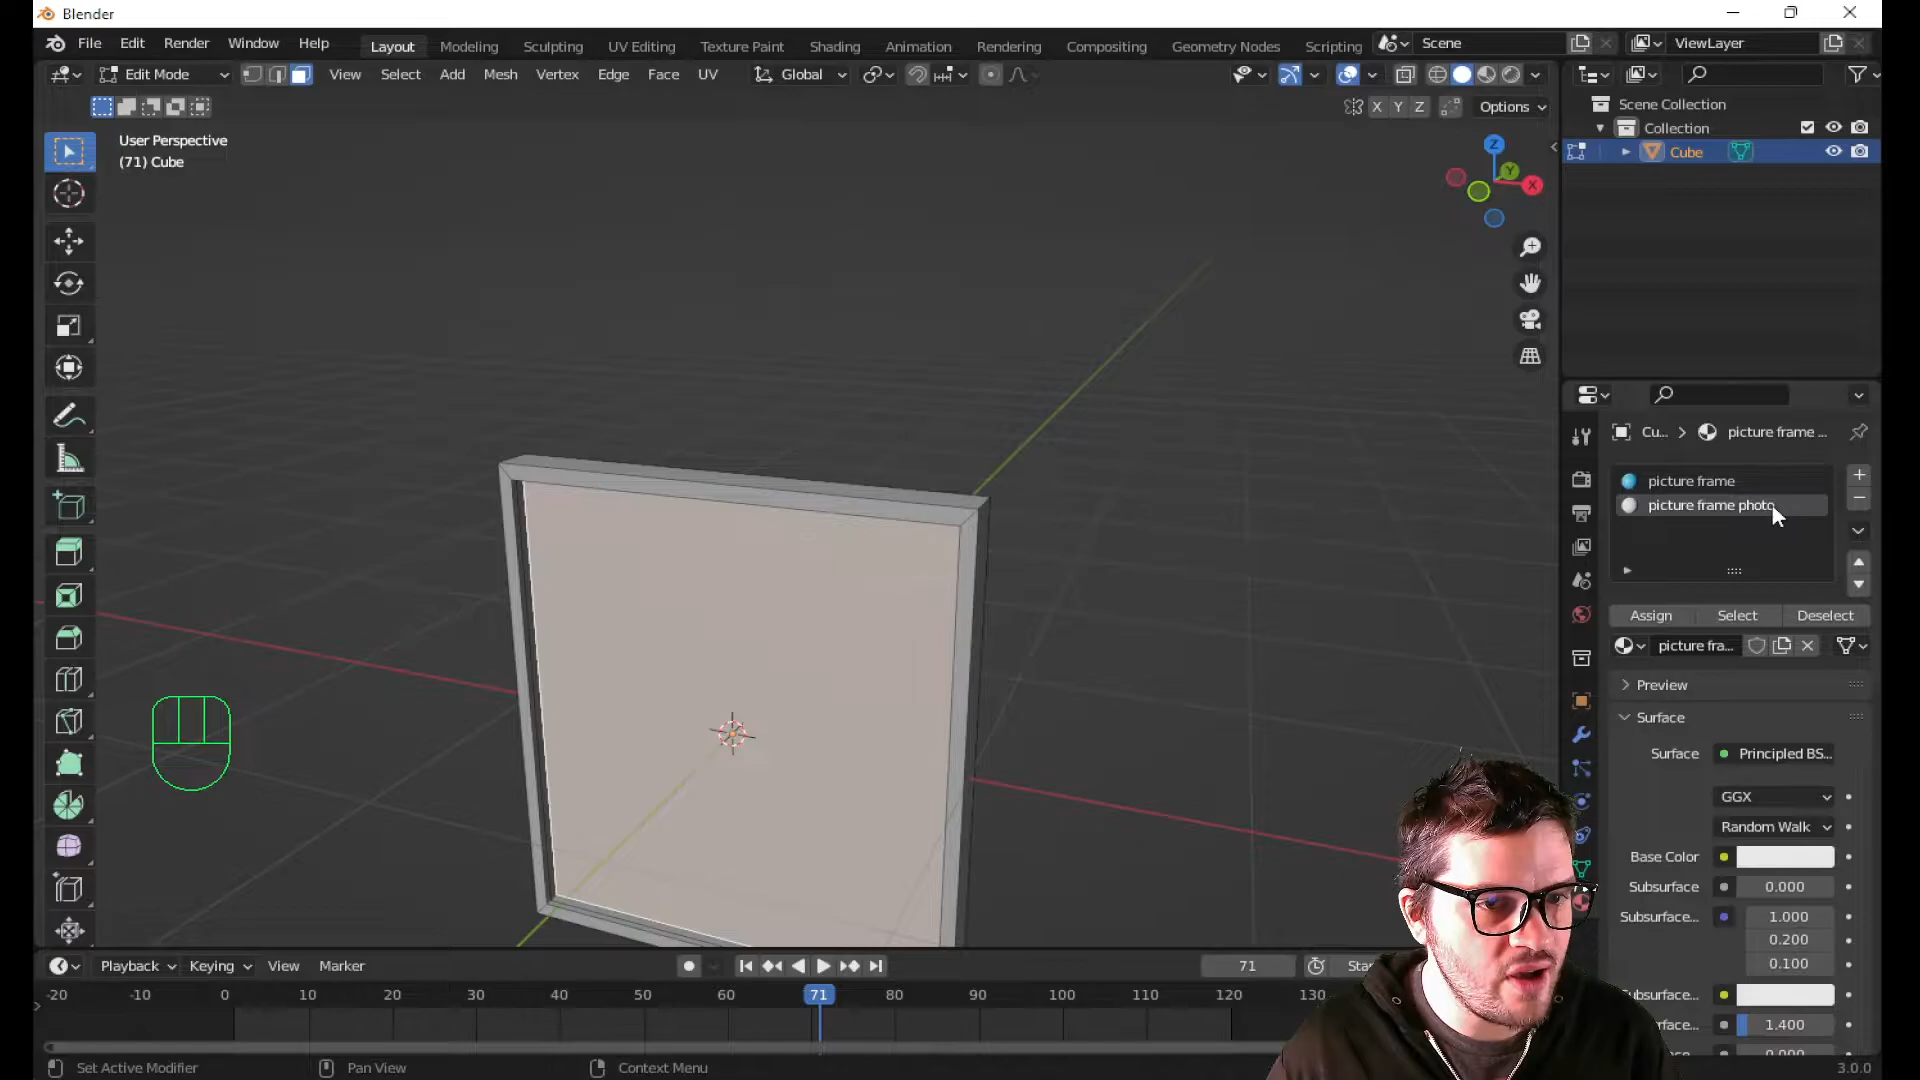 Blender
File Edit Render Window Help Layout Modeling Sculpting UV Editing Texture Paint Shading Animation Rendering Compositing Geometry Nodes Scripting Scene ViewLayer
Edit Mode View Select Add Mesh Vertex Edge Face UV Global
X Y Z Options
User Perspective
(71) Cube
Z
Y
X
Scene Collection
Collection
Cube
Cu... > picture frame ...
picture frame
picture frame photo
Assign Select Deselect
picture fra...
Preview
Surface
Surface Principled BS...
GGX
Random Walk
Base Color
Subsurface 0.000
Subsurface... 1.000
0.200
0.100
ubsurface...
rface... 1.400
Playback Keying View Marker 71 Star
-20 -10 0 10 20 30 40 50 60 71 80 90 100 110 120 130
Set Active Modifier Pan View Context Menu 3.0.0